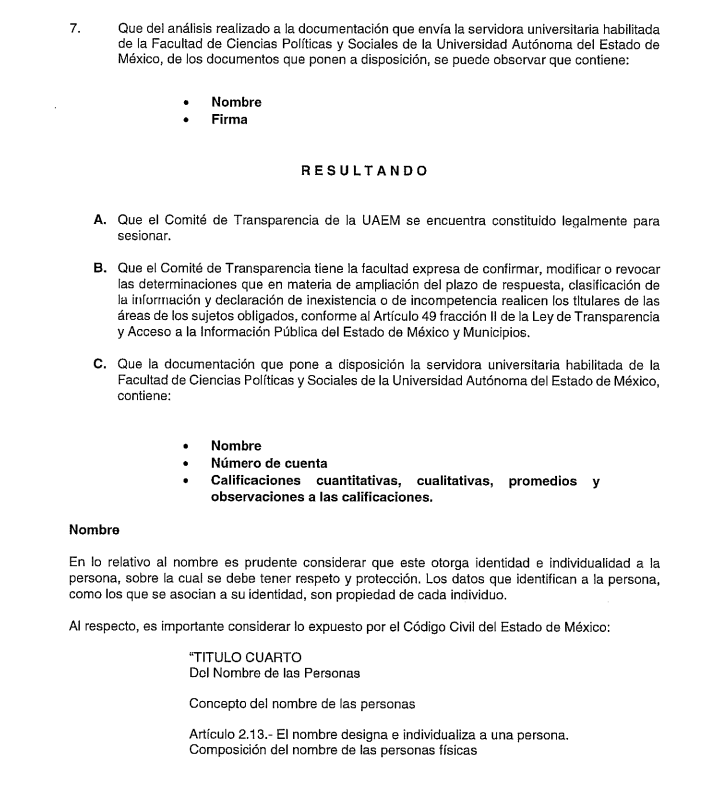 7. Que del análisis realizado a la documentación que envía la servidora universitaria habilitada
de la Facultad de Ciencias Políticas y Sociales de la Universidad Autónoma del Estado de
México, de los documentos que ponen a disposición, se puede observar que contiene:
• Nombre
• Firma
R E S U L T A N D O
A. Que el Comité de Transparencia de la UAEM se encuentra constituido legalmente para
sesionar.
B. Que el Comité de Transparencia tiene la facultad expresa de confirmar, modificar o revocar
las determinaciones que en materia de ampliación del plazo de respuesta, clasificación de
la información y declaración de inexistencia o de incompetencia realicen los titulares de las
áreas de los sujetos obligados, conforme al Artículo 49 fracción II de la Ley de Transparencia
y Acceso a la Información Pública del Estado de México y Municipios.
C. Que la documentación que pone a disposición la servidora universitaria habilitada de la
Facultad de Ciencias Políticas y Sociales de la Universidad Autónoma del Estado de México,
contiene:
• Nombre
• Número de cuenta
• Calificaciones cuantitativas, cualitativas, promedios y
observaciones a las calificaciones.
Nombre
En lo relativo al nombre es prudente considerar que este otorga identidad e individualidad a la
persona, sobre la cual se debe tener respeto y protección. Los datos que identifican a la persona,
como los que se asocian a su identidad, son propiedad de cada individuo.
Al respecto, es importante considerar lo expuesto por el Código Civil del Estado de México:
“TITULO CUARTO
Del Nombre de las Personas
Concepto del nombre de las personas
Artículo 2.13.- El nombre designa e individualiza a una persona.
Composición del nombre de las personas físicas